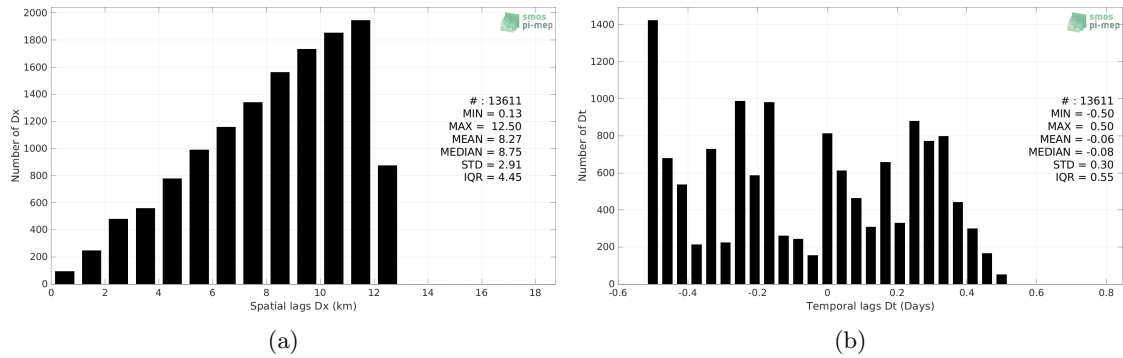 2000
1800
1600
1400
1200
1000
800
600
400
200
0
Number of Dx
0 2 4 6 8 10 12 14 16 18
Spatial lags Dx (km)
smos
pi-mep
# : 13611
MIN = 0.13
MAX = 12.50
MEAN = 8.27
MEDIAN = 8.75
STD = 2.91
IQR = 4.45
(a)
1400
1200
1000
800
600
400
200
0
Number of Dt
-0.6 -0.4 -0.2 0 0.2 0.4 0.6 0.8
Temporal lags Dt (Days)
smos
pi-mep
# : 13611
MIN = -0.50
MAX = 0.50
MEAN = -0.06
MEDIAN = -0.08
STD = 0.30
IQR = 0.55
(b)